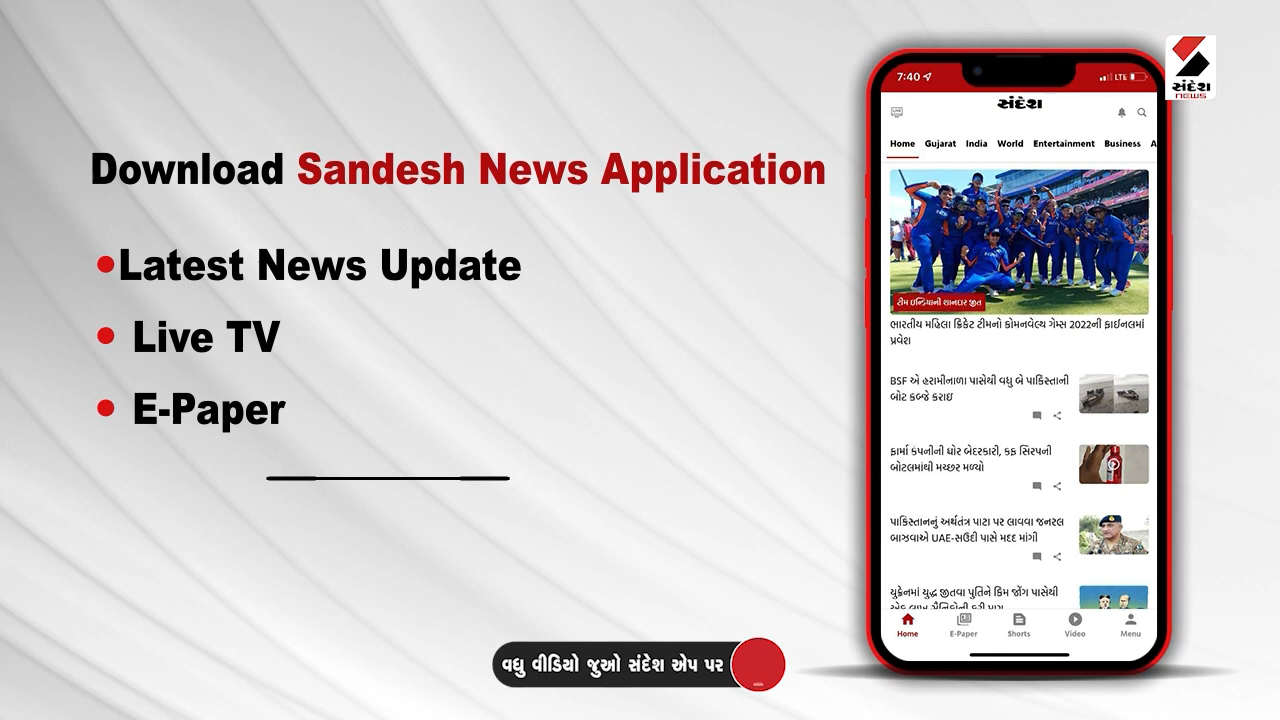 Download Sandesh News Application
•Latest News Update
• Live TV
• E-Paper
સંદેશ
NEWS
7:40
LTE
LIVE
સંદેશ
Home Gujarat India World Entertainment Business A
ટીમ ઇન્ડિયાની શાનદાર જીત
ભારતીય મહિલા ક્રિકેટ ટીમનો કોમનવેલ્થ ગેમ્સ 2022ની ફાઈનલમાં
પ્રવેશ
BSF એ હરામીનાળા પાસેથી વધુ બે પાકિસ્તાની
બોટ કબ્જે કરાઇ
ફાર્મા કંપનીની ઘોર બેદરકારી, કફ સિરપની
બોટલમાંથી મચ્છર મળ્યો
પાકિસ્તાનનું અર્થતંત્ર પાટા પર લાવવા જનરલ
બાઝવાએ UAE-સઉદી પાસે મદદ માંગી
યુક્રેનમાં યુદ્ધ જીતવા પુતિને કિમ જોંગ પાસેથી
Home E-Paper Shorts Video Menu
વધુ વીડિયો જુઓ સંદેશ એપ પર